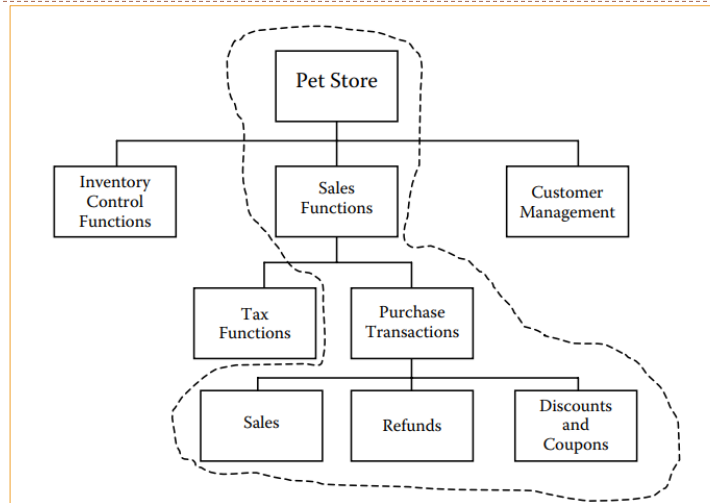 Pet Store
Inventory
Control
Functions
Sales
Functions
Customer
Management
Tax
Functions
Purchase
Transactions
Sales
Refunds
Discounts
and
Coupons